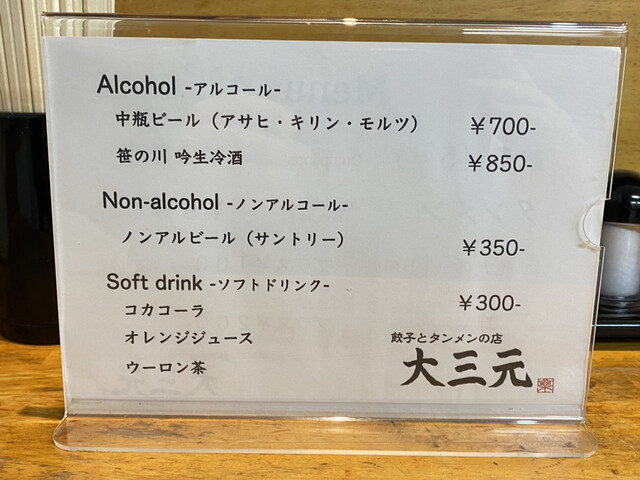 Alcohol -アルコール-
中瓶ビール（アサヒ・キリン・モルツ） ￥700-
笹の川 吟生冷酒 ￥850-
Non-alcohol -ノンアルコール-
ノンアルビール（サントリー） ￥350-
Soft drink -ソフトドリンク-
コカコーラ ￥300-
オレンジジュース
ウーロン茶
餃子とタンメンの店
大三元